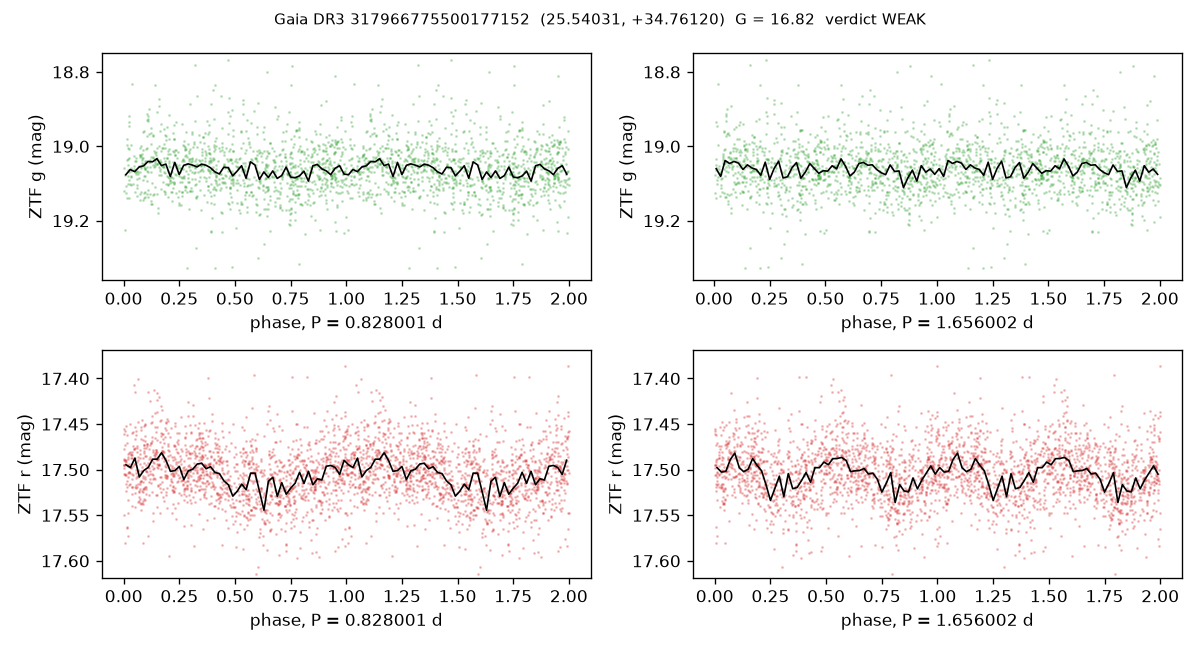 Gaia DR3 317966775500177152  (25.54031, +34.76120)  G = 16.82  verdict WEAK
ZTF g (mag)
18.8
19.0
19.2
0.00 0.25 0.50 0.75 1.00 1.25 1.50 1.75 2.00
phase, P = 0.828001 d
ZTF g (mag)
18.8
19.0
19.2
0.00 0.25 0.50 0.75 1.00 1.25 1.50 1.75 2.00
phase, P = 1.656002 d
ZTF r (mag)
17.40
17.45
17.50
17.55
17.60
0.00 0.25 0.50 0.75 1.00 1.25 1.50 1.75 2.00
phase, P = 0.828001 d
ZTF r (mag)
17.40
17.45
17.50
17.55
17.60
0.00 0.25 0.50 0.75 1.00 1.25 1.50 1.75 2.00
phase, P = 1.656002 d